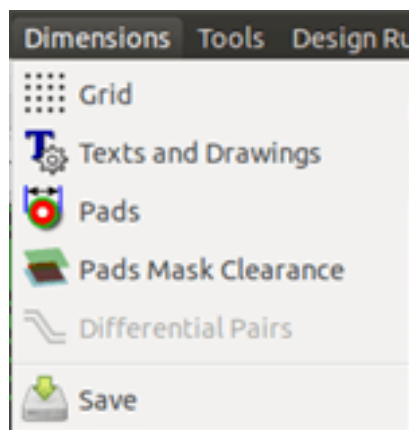 Dimensions Tools Design Ru
Grid
Texts and Drawings
Pads
Pads Mask Clearance
Differential Pairs
Save